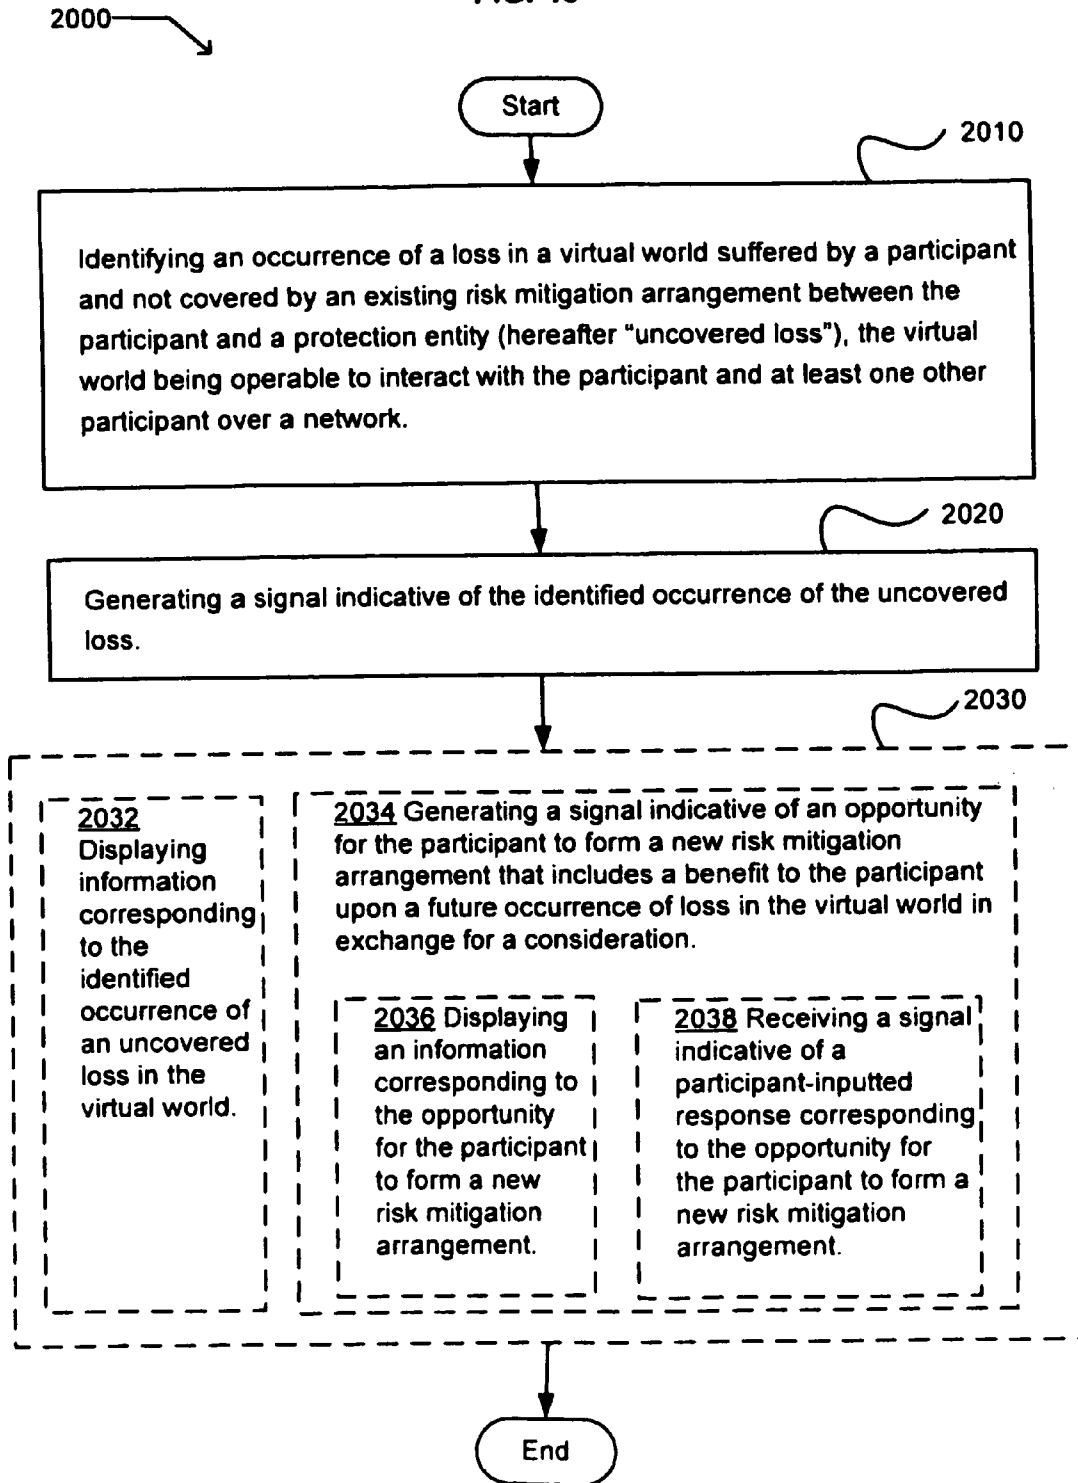 2000
Start
2010
Identifying an occurrence of a loss in a virtual world suffered by a participant
and not covered by an existing risk mitigation arrangement between the
participant and a protection entity (hereafter "uncovered loss"), the virtual
world being operable to interact with the participant and at least one other
participant over a network.
2020
Generating a signal indicative of the identified occurrence of the uncovered
loss.
2030
2032
Displaying
information
corresponding
to the
identified
occurrence of
an uncovered
loss in the
virtual world.
2034 Generating a signal indicative of an opportunity
for the participant to form a new risk mitigation
arrangement that includes a benefit to the participant
upon a future occurrence of loss in the virtual world in
exchange for a consideration.
2036 Displaying
an information
corresponding to
the opportunity
for the participant
to form a new
risk mitigation
arrangement.
2038 Receiving a signal
indicative of a
participant-inputted
response corresponding
to the opportunity for
the participant to form a
new risk mitigation
arrangement.
End